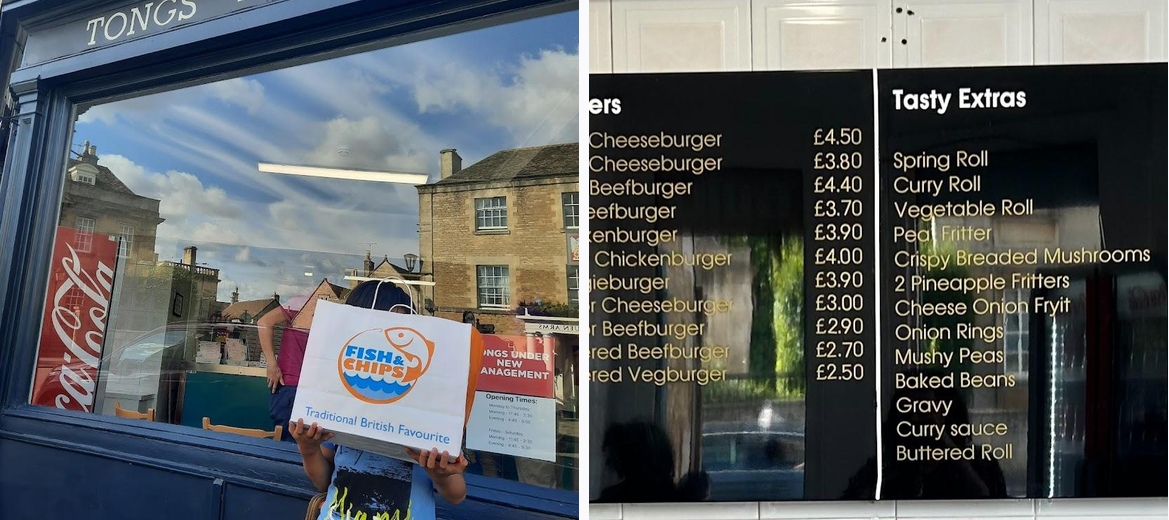 TONGS
Coca Cola
FISH &
CHIPS
Traditional British Favourite
ONGS UNDER
NEW
ANAGEMENT
Opening Times:
ers
Cheeseburger £4.50
Cheeseburger £3.80
Beefburger £4.40
eefburger £3.70
kenburger £3.90
Chickenburger £4.00
gieburger £3.90
r Cheeseburger £3.00
r Beefburger £2.90
ered Beefburger £2.70
ered Vegburger £2.50
Tasty Extras
Spring Roll
Curry Roll
Vegetable Roll
Pea Fritter
Crispy Breaded Mushrooms
2 Pineapple Fritters
Cheese Onion Fryit
Onion Rings
Mushy Peas
Baked Beans
Gravy
Curry sauce
Buttered Roll